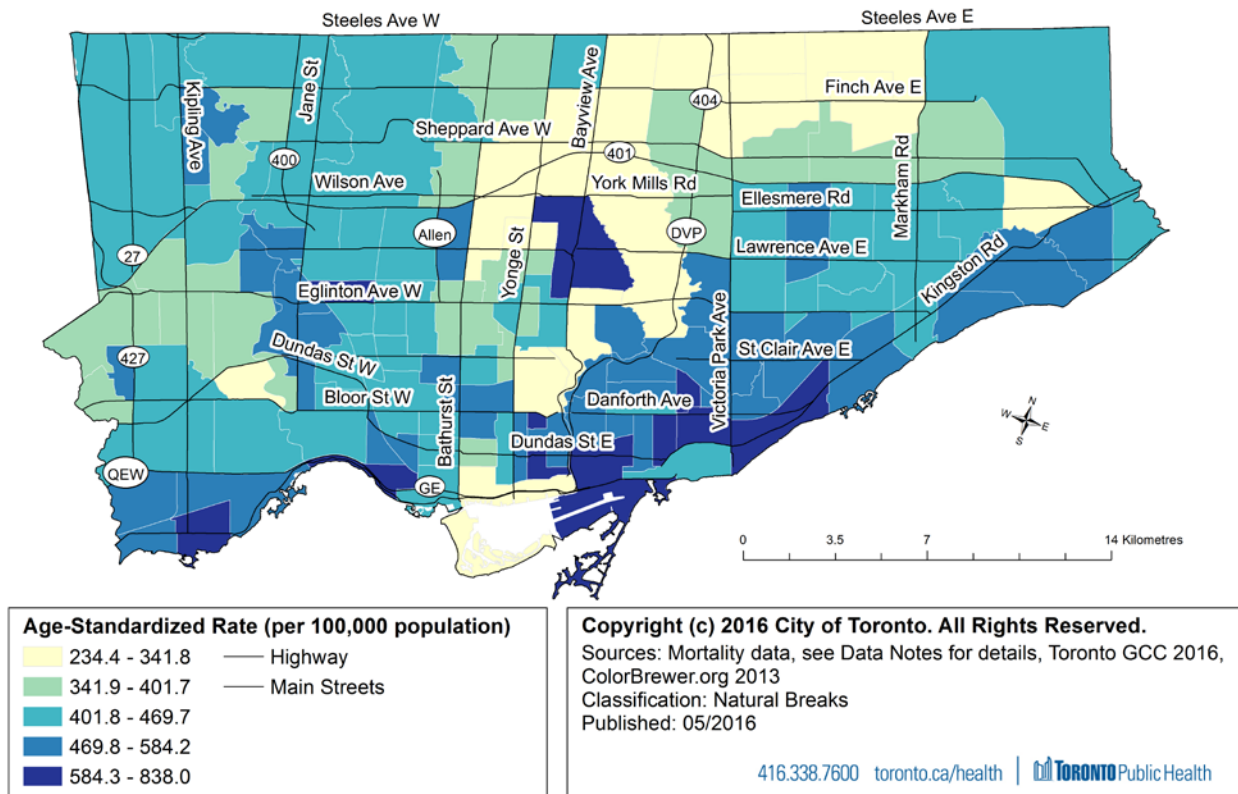 Steeles Ave W
Steeles Ave E
Kipling Ave
Jane St
Bayview Ave
404
Finch Ave E
Sheppard Ave W
400
401
Markham Rd
Wilson Ave
York Mills Rd
Ellesmere Rd
Allen
DVP
27
Yonge St
Lawrence Ave E
Kingston Rd
Eglinton Ave W
427
Dundas St W
Victoria Park Ave
St Clair Ave E
Bloor St W
Bathurst St
Danforth Ave
Dundas St E
QEW
GE
N
W
E
S
0 3.5 7 14 Kilometres
Age-Standardized Rate (per 100,000 population)
234.4 - 341.8
Highway
341.9 - 401.7
Main Streets
401.8 - 469.7
469.8 - 584.2
584.3 - 838.0
Copyright (c) 2016 City of Toronto. All Rights Reserved.
Sources: Mortality data, see Data Notes for details, Toronto GCC 2016,
ColorBrewer.org 2013
Classification: Natural Breaks
Published: 05/2016
416.338.7600 toronto.ca/health TORONTO Public Health